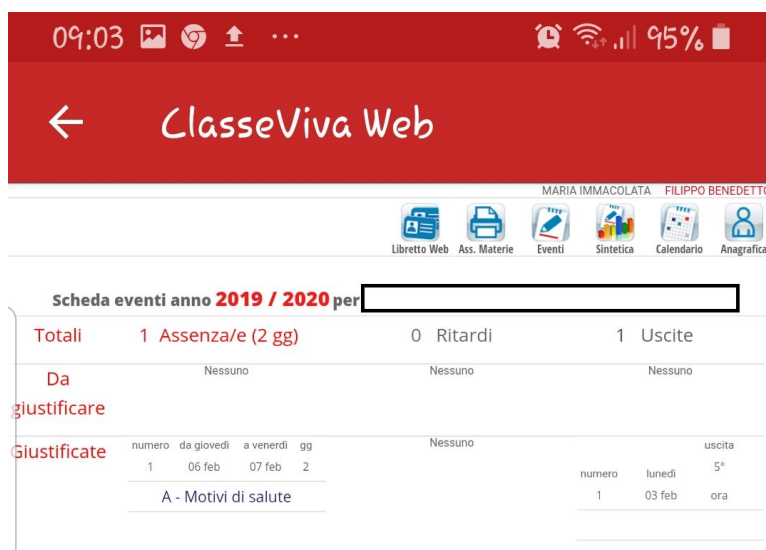 09:03 ... 95%
ClasseViva Web
MARIA IMMACOLATA FILIPPO BENEDETTO
Libretto Web Ass. Materie Eventi Sintetica Calendario Anagrafica
Scheda eventi anno 2019 / 2020 per
Totali 1 Assenza/e (2 gg) 0 Ritardi 1 Uscite
Da giustificare Nessuno Nessuno Nessuno
Giustificate numero da giovedì a venerdì gg Nessuno uscita
1 06 feb 07 feb 2 numero lunedì 5°
A - Motivi di salute 1 03 feb ora